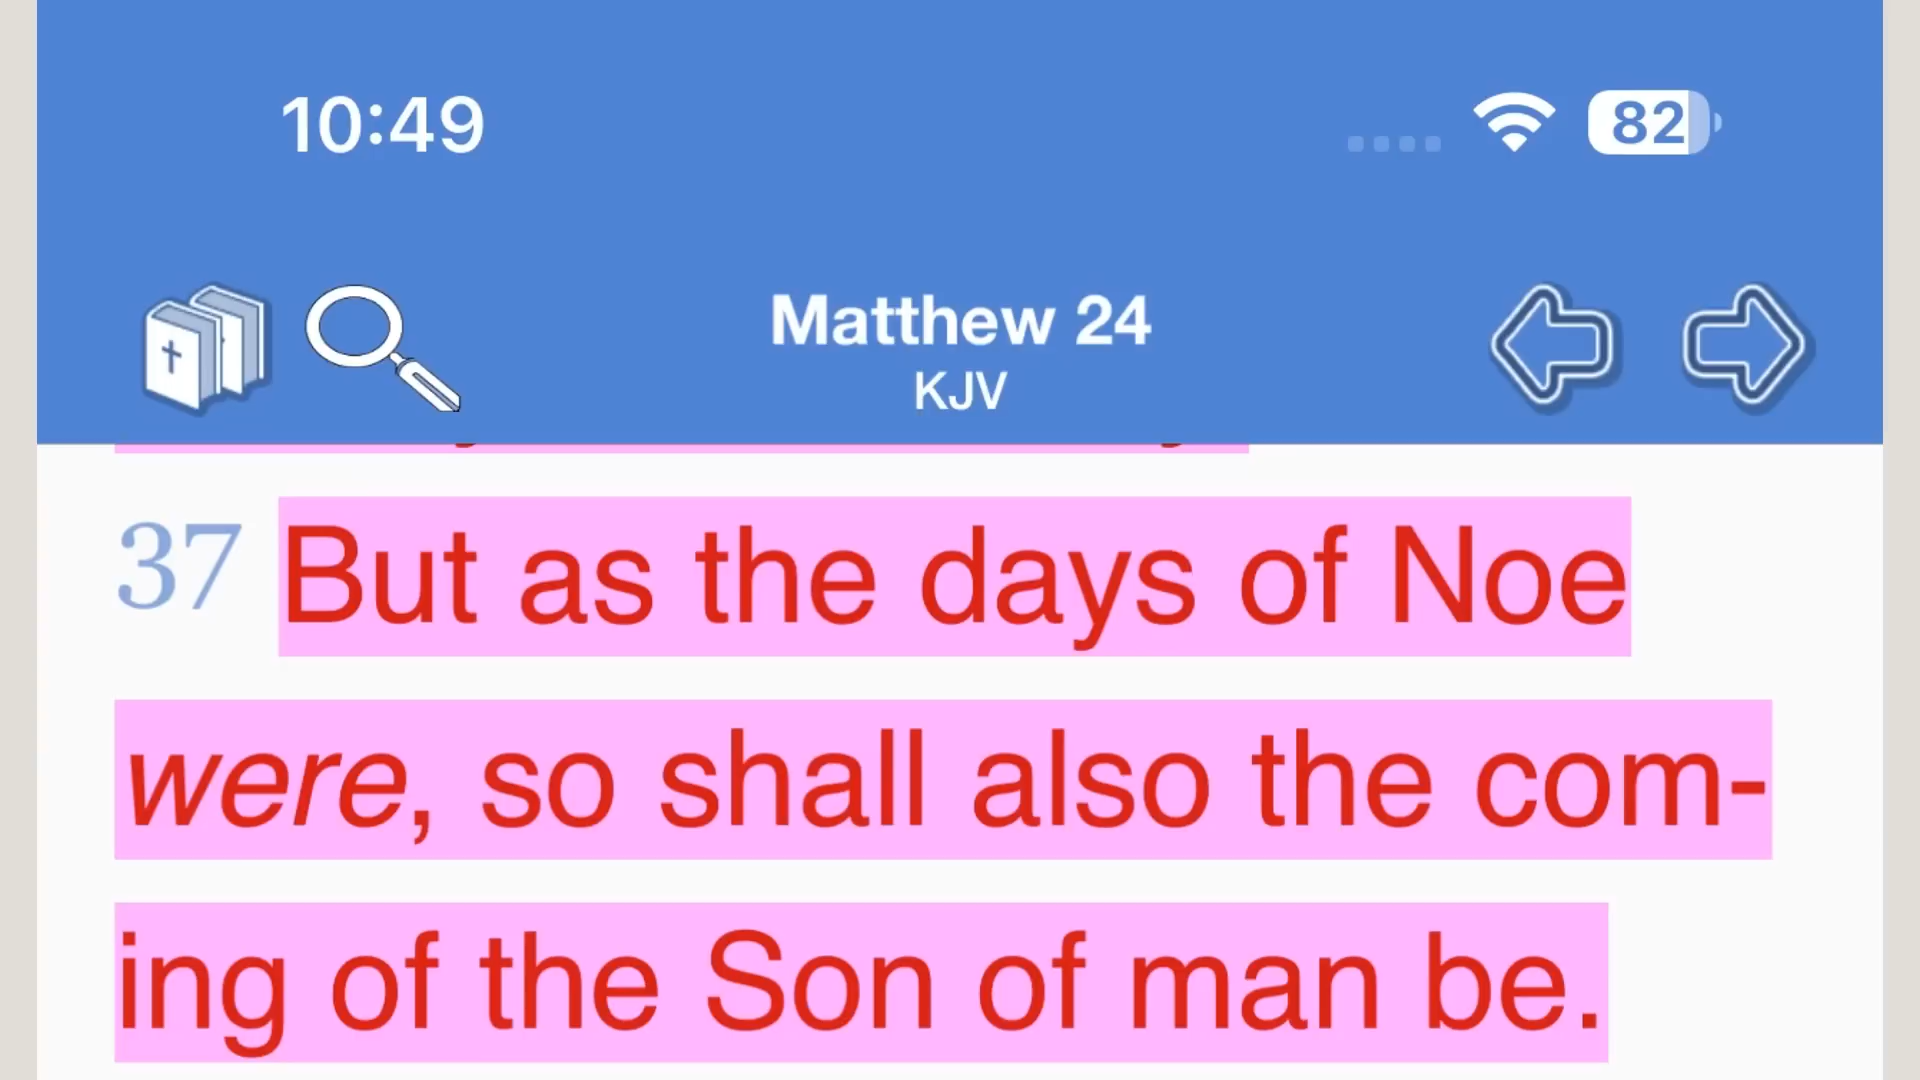 10:49
82
Matthew 24
KJV
37 But as the days of Noe
were, so shall also the com-
ing of the Son of man be.